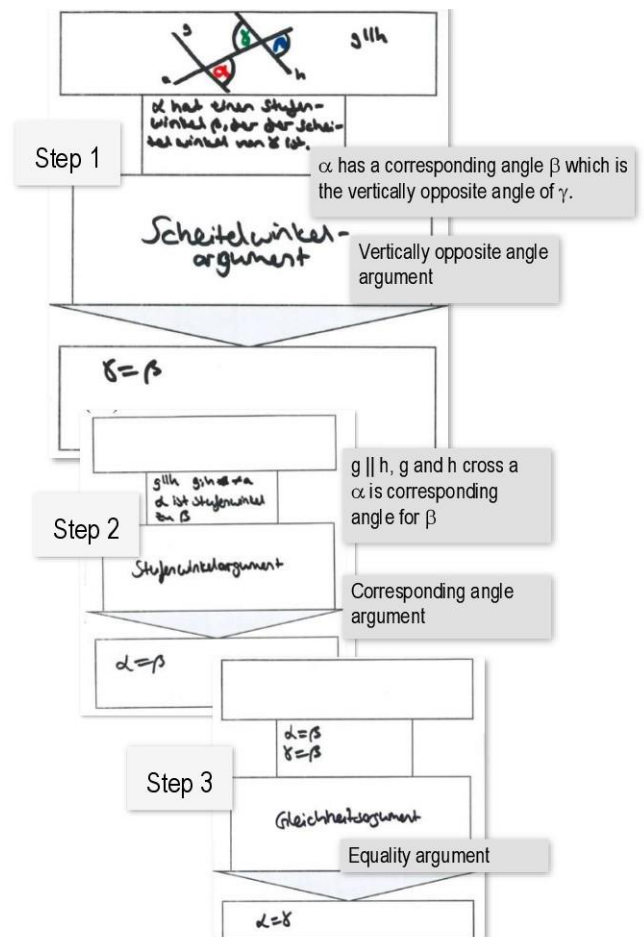 g
γ
β
g||h
α
a
h
α hat einen Stufen-
winkel β, der der Schei-
telwinkel von γ ist.
Step 1
α has a corresponding angle β which is
the vertically opposite angle of γ.
Scheitelwinkel-
argument
Vertically opposite angle
argument
γ=β
g||h
α ist Stufenwinkel
zu β
g || h, g and h cross a
α is corresponding
angle for β
Step 2
Stufenwinkelargument
Corresponding angle
argument
α=β
α=β
γ=β
Step 3
Gleichheitsargument
Equality argument
α=γ